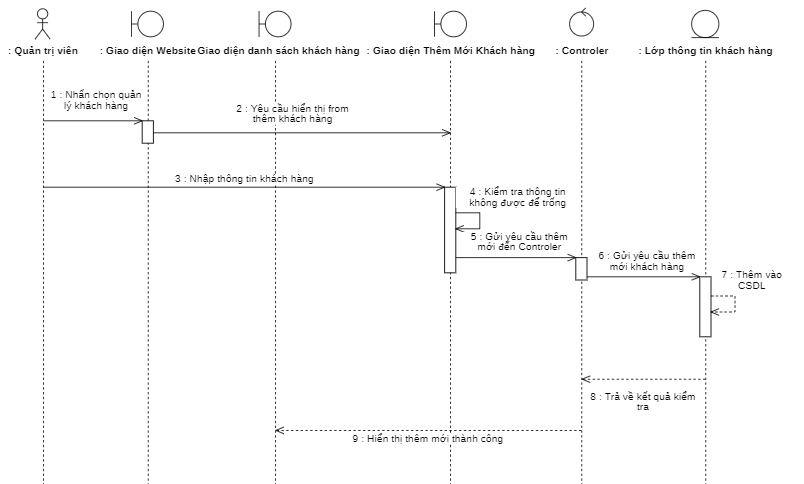 : Quản trị viên
: Giao diện Website
Giao diện danh sách khách hàng
: Giao diện Thêm Mới Khách hàng
: Controler
: Lớp thông tin khách hàng
1 : Nhấn chọn quản
lý khách hàng
2 : Yêu cầu hiển thị from
thêm khách hàng
3 : Nhập thông tin khách hàng
4 : Kiểm tra thông tin
không được để trống
5 : Gửi yêu cầu thêm
mới đến Controler
6 : Gửi yêu cầu thêm
mới khách hàng
7 : Thêm vào
CSDL
8 : Trả về kết quả kiểm
tra
9 : Hiển thị thêm mới thành công